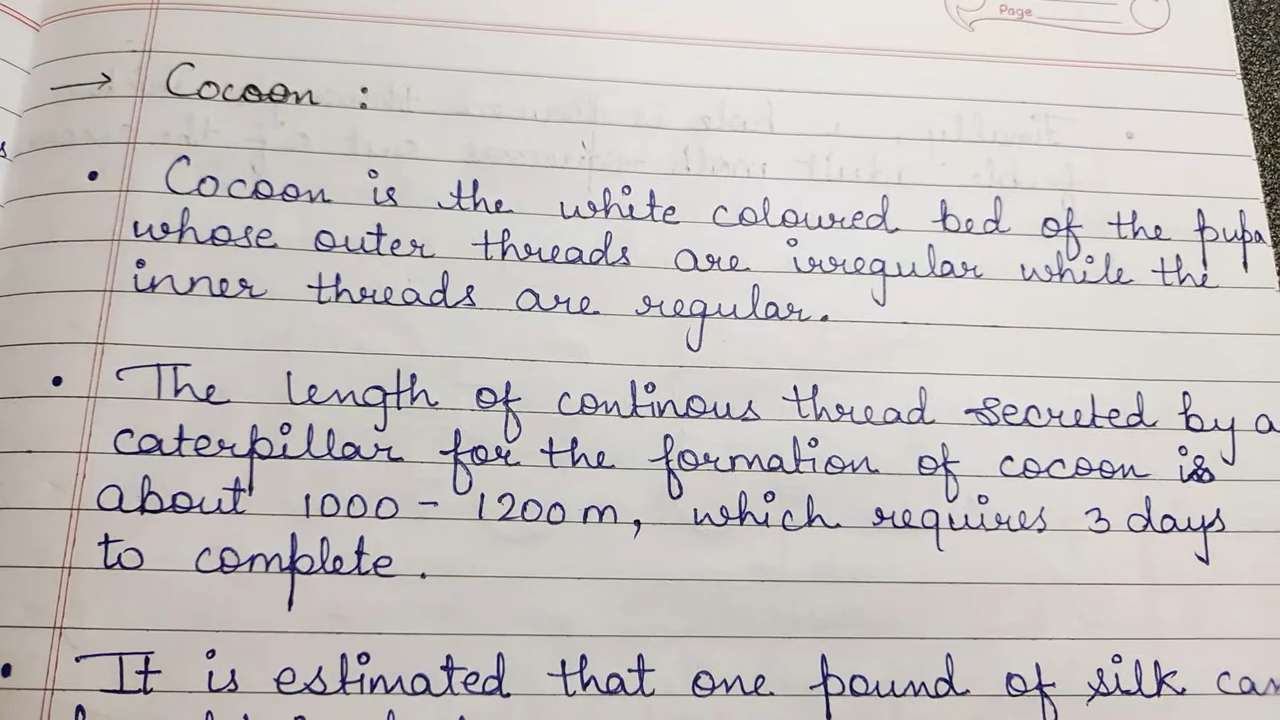 Page
→ Cocoon :
• Cocoon is the white coloured bed of the pupa
whose outer threads are irregular while the
inner threads are regular.
• The length of continous thread secreted by a
caterpillar for the formation of cocoon is
about 1000 - 1200 m, which requires 3 days
to complete.
• It is estimated that one pound of silk can